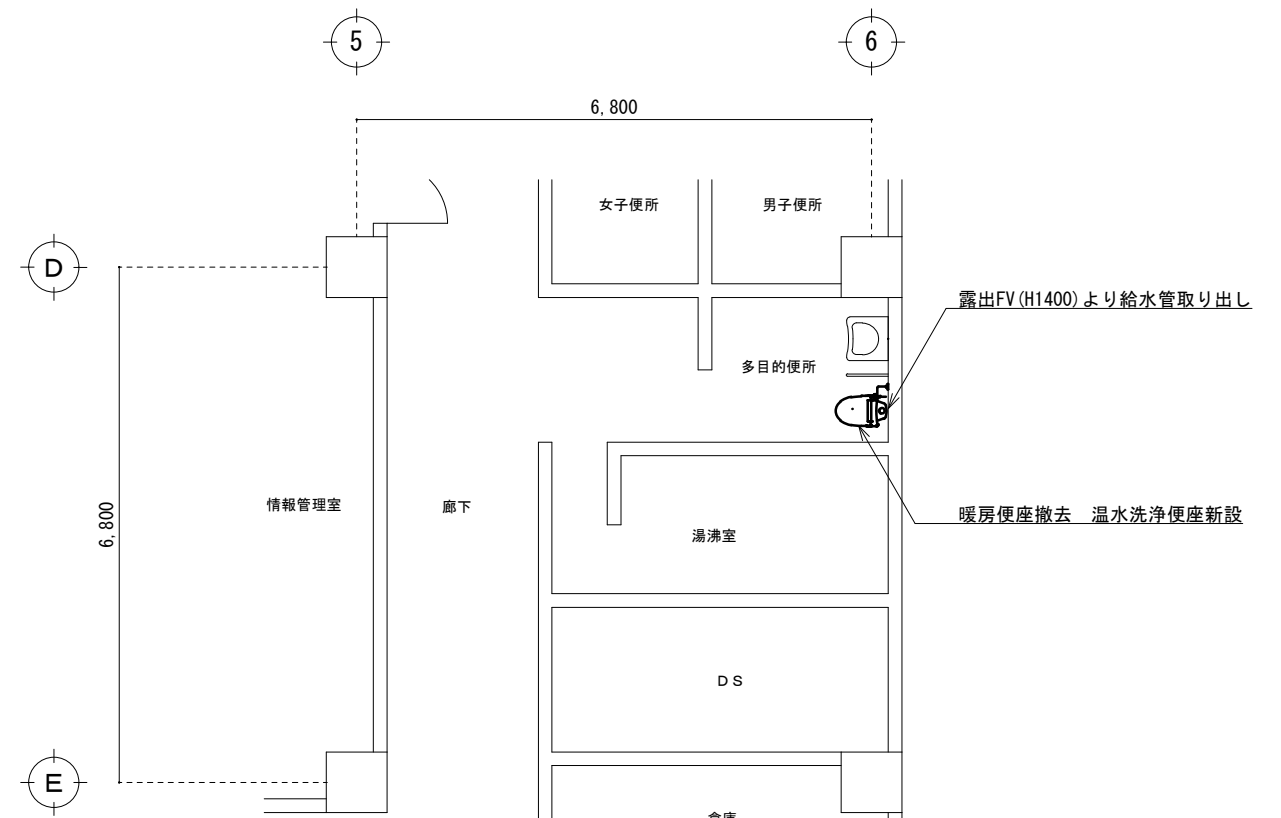 5
6
6,800
女子便所
男子便所
D
露出FV(H1400)より給水管取り出し
多目的便所
情報管理室
廊下
6,800
暖房便座撤去 温水洗浄便座新設
湯沸室
DS
E
倉庫